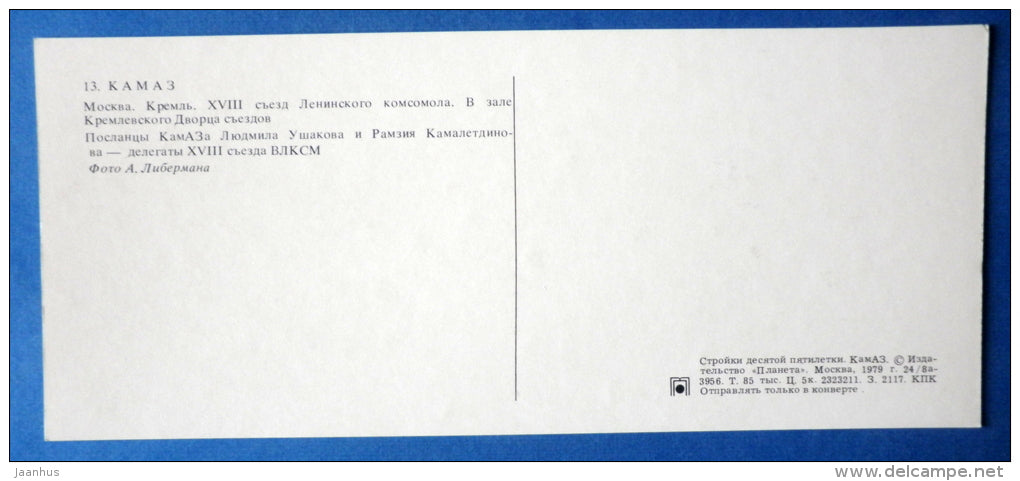 13. КАМАЗ
Москва. Кремль. XVIII съезд Ленинского комсомола. В зале
Кремлевского Дворца съездов
Посланцы КамАЗа Людмила Ушакова и Рамзия Камалетдино-
ва — делегаты XVIII съезда ВЛКСМ
Фото А. Либермана
Стройки десятой пятилетки. КамАЗ. © Изда-
тельство «Планета». Москва, 1979 г. 24/8а-
3956. Т. 85 тыс. Ц. 5к. 2323211. З. 2117. КПК
Отправлять только в конверте .
jaanhus
www.delcampe.net